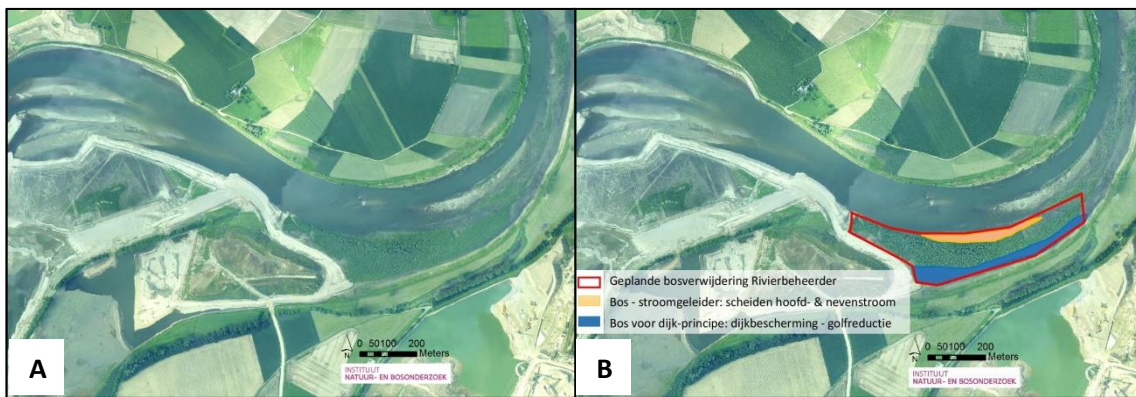 N
0 50100 200
Meters
INSTITUUT
NATUUR- EN BOSONDERZOEK
A
Geplande bosverwijdering Rivierbeheerder
Bos - stroomgeleider: scheiden hoofd- & nevenstroom
Bos voor dijk-principe: dijkbescherming - golfreductie
N
0 50100 200
Meters
INSTITUUT
NATUUR- EN BOSONDERZOEK
B